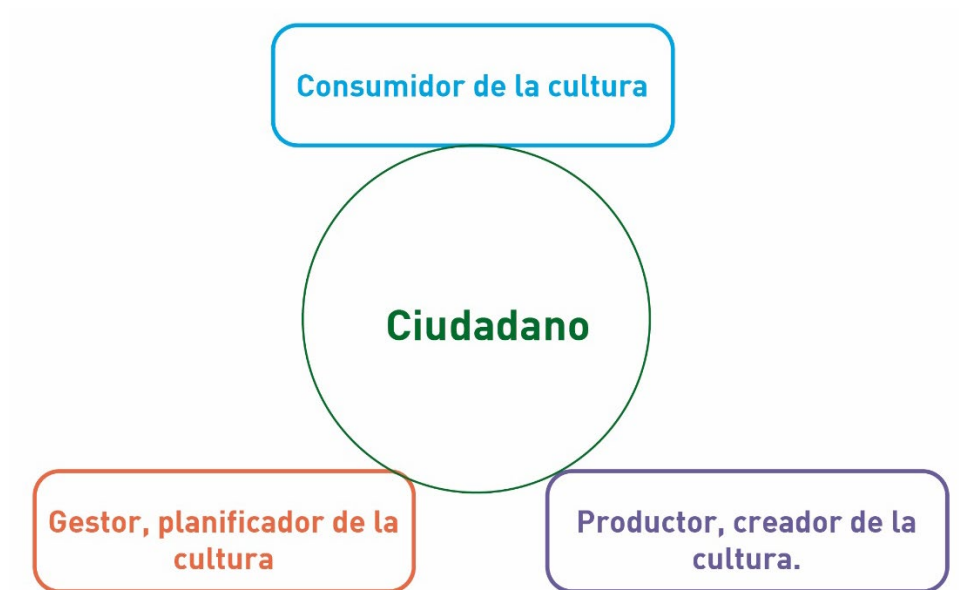 Consumidor de la cultura
Ciudadano
Gestor, planificador de la
cultura
Productor, creador de la
cultura.